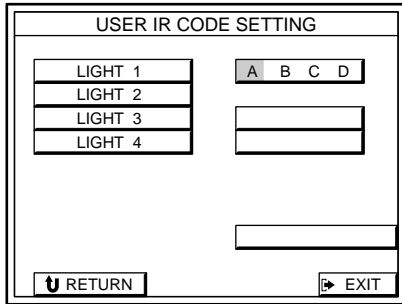 USER IR CODE SETTING
LIGHT 1
A B C D
LIGHT 2
LIGHT 3
LIGHT 4
RETURN
EXIT